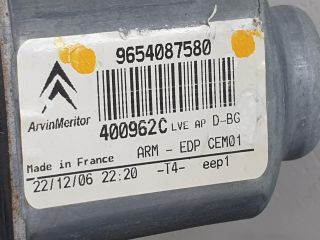 9654087580
ArvinMeritor
400962C LVE AP D-BG
ARM - EDP CEM01
Made in France
22/12/06 22:20 -T4- eep1